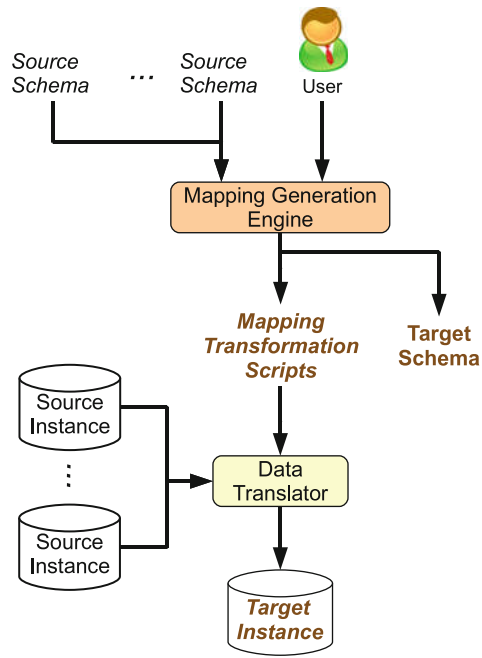 Source
Schema
...
Source
Schema
User
Mapping Generation
Engine
Mapping
Transformation
Scripts
Target
Schema
Source
Instance
...
Source
Instance
Data
Translator
Target
Instance